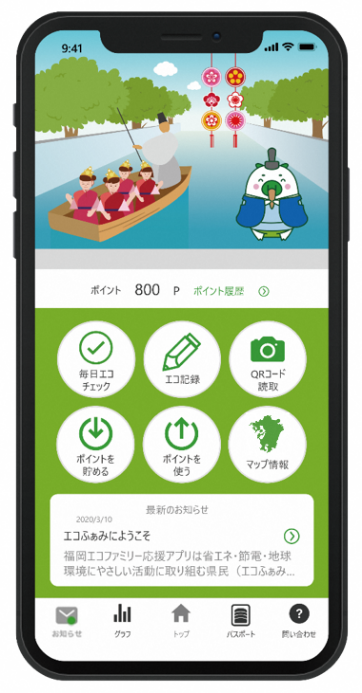 9:41
ポイント 800 P ポイント履歴
毎日エコ
チェック
エコ記録
QRコード
読取
ポイントを
貯める
ポイントを
使う
マップ情報
最新のお知らせ
2020/3/10
エコふぁみにようこそ
福岡エコファミリー応援アプリは省エネ・節電・地球
環境にやさしい活動に取り組む県民（エコふぁみ...
お知らせ
グラフ
トップ
パスポート
?
問い合わせ